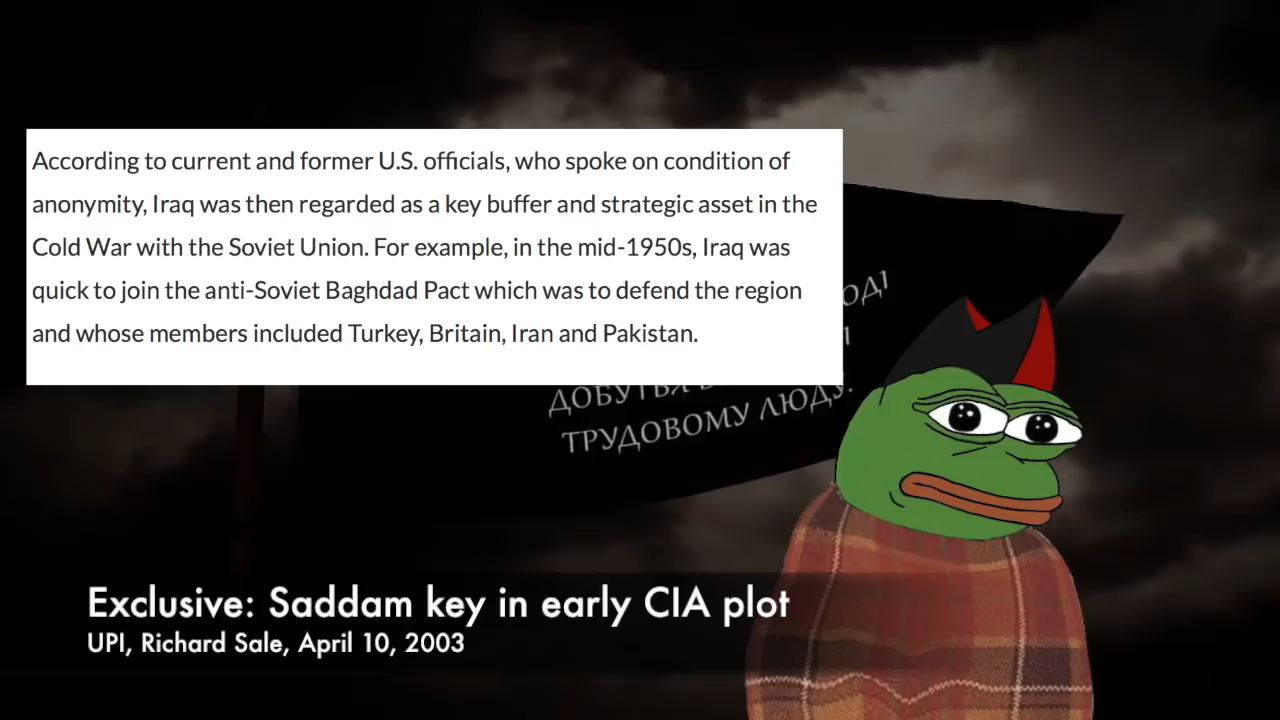 According to current and former U.S. officials, who spoke on condition of
anonymity, Iraq was then regarded as a key buffer and strategic asset in the
Cold War with the Soviet Union. For example, in the mid-1950s, Iraq was
quick to join the anti-Soviet Baghdad Pact which was to defend the region
and whose members included Turkey, Britain, Iran and Pakistan.
ТРУДОВОМУ ЛЮДУ.
Exclusive: Saddam key in early CIA plot
UPI, Richard Sale, April 10, 2003